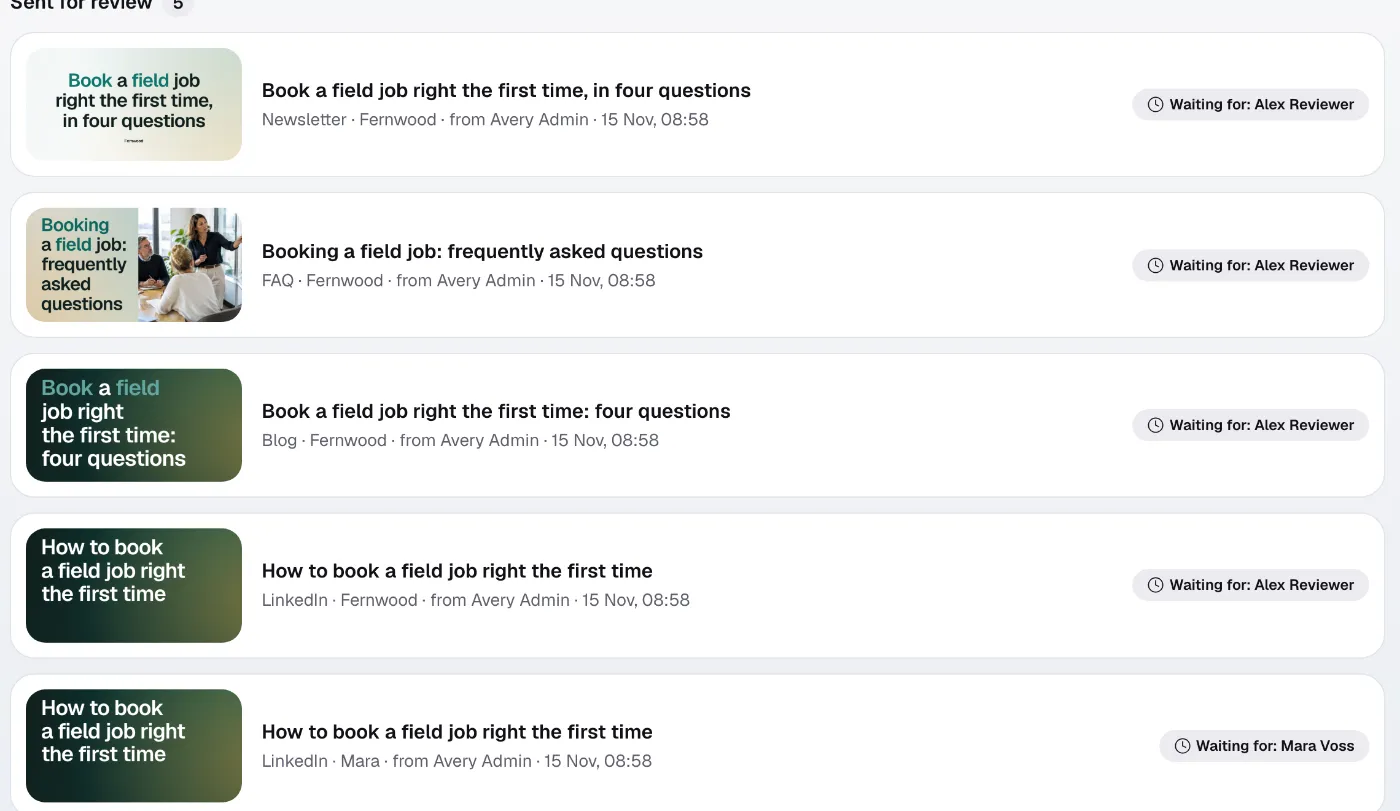 Sent for review 5
Book a field job
right the first time,
in four questions
Fernwood
Book a field job right the first time, in four questions
Newsletter · Fernwood · from Avery Admin · 15 Nov, 08:58
Waiting for: Alex Reviewer
Booking
a field job:
frequently
asked
questions
Booking a field job: frequently asked questions
FAQ · Fernwood · from Avery Admin · 15 Nov, 08:58
Waiting for: Alex Reviewer
Book a field
job right
the first time:
four questions
Book a field job right the first time: four questions
Blog · Fernwood · from Avery Admin · 15 Nov, 08:58
Waiting for: Alex Reviewer
How to book
a field job right
the first time
How to book a field job right the first time
LinkedIn · Fernwood · from Avery Admin · 15 Nov, 08:58
Waiting for: Alex Reviewer
How to book
a field job right
the first time
How to book a field job right the first time
LinkedIn · Mara · from Avery Admin · 15 Nov, 08:58
Waiting for: Mara Voss